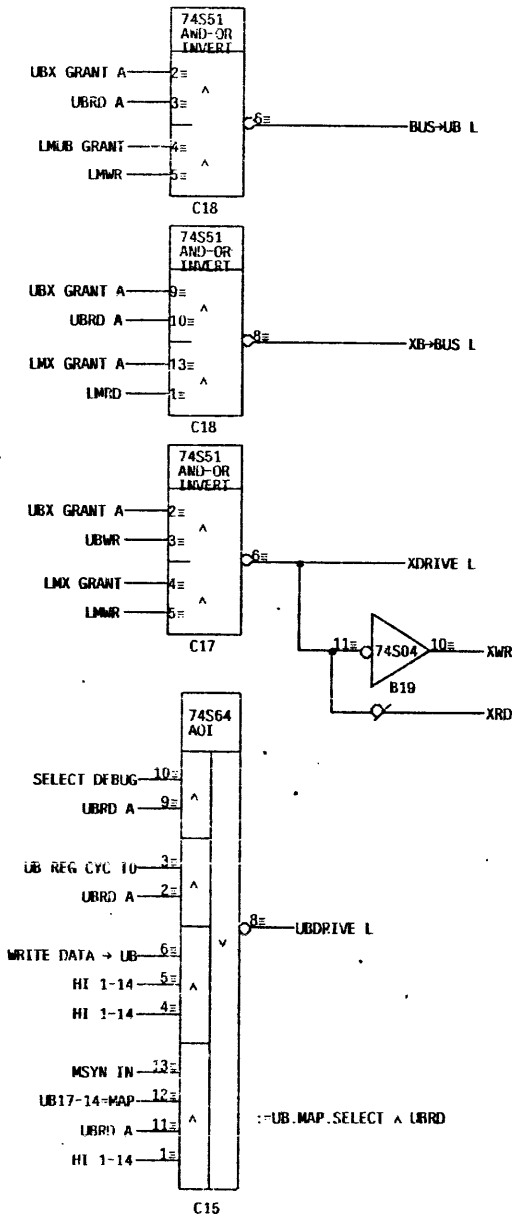 74S51
AND-OR
INVERT
UBX GRANT A 2≡
UBRD A 3≡
^
6≡
BUS→UB L
LMUB GRANT 4≡
LMWR 5≡
^
C18
74S51
AND-OR
INVERT
UBX GRANT A 9≡
UBRD A 10≡
^
8≡
XB→BUS L
LMX GRANT A 13≡
LMRD 1≡
^
C18
74S51
AND-OR
INVERT
UBX GRANT A 2≡
UBWR 3≡
^
6≡
XDRIVE L
LMX GRANT 4≡
LMWR 5≡
^
C17
11≡ 74S04 10≡ XWR
B19
XRD
74S64
AOI
SELECT DEBUG 10≡
UBRD A 9≡
^
UB REG CYC T0 3≡
UBRD A 2≡
^
8≡
UBDRIVE L
v
WRITE DATA → UB 6≡
HI 1-14 5≡
HI 1-14 4≡
^
MSYN IN 13≡
UB17-14=MAP 12≡
UBRD A 11≡
HI 1-14 1≡
^
:=UB.MAP.SELECT ∧ UBRD
C15